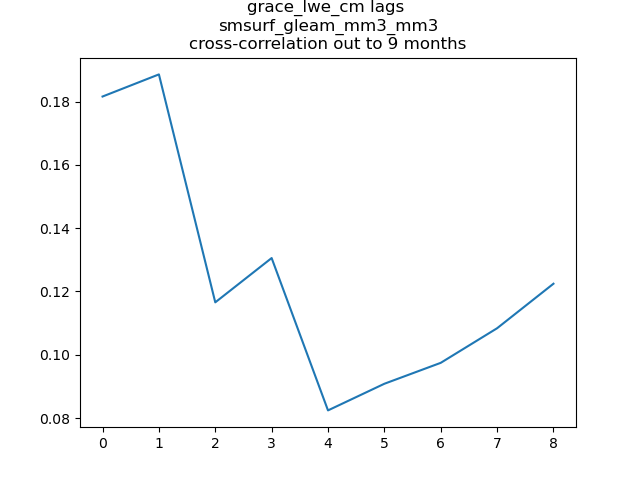 grace_lwe_cm lags
smsurf_gleam_mm3_mm3
cross-correlation out to 9 months
0.18
0.16
0.14
0.12
0.10
0.08
0 1 2 3 4 5 6 7 8